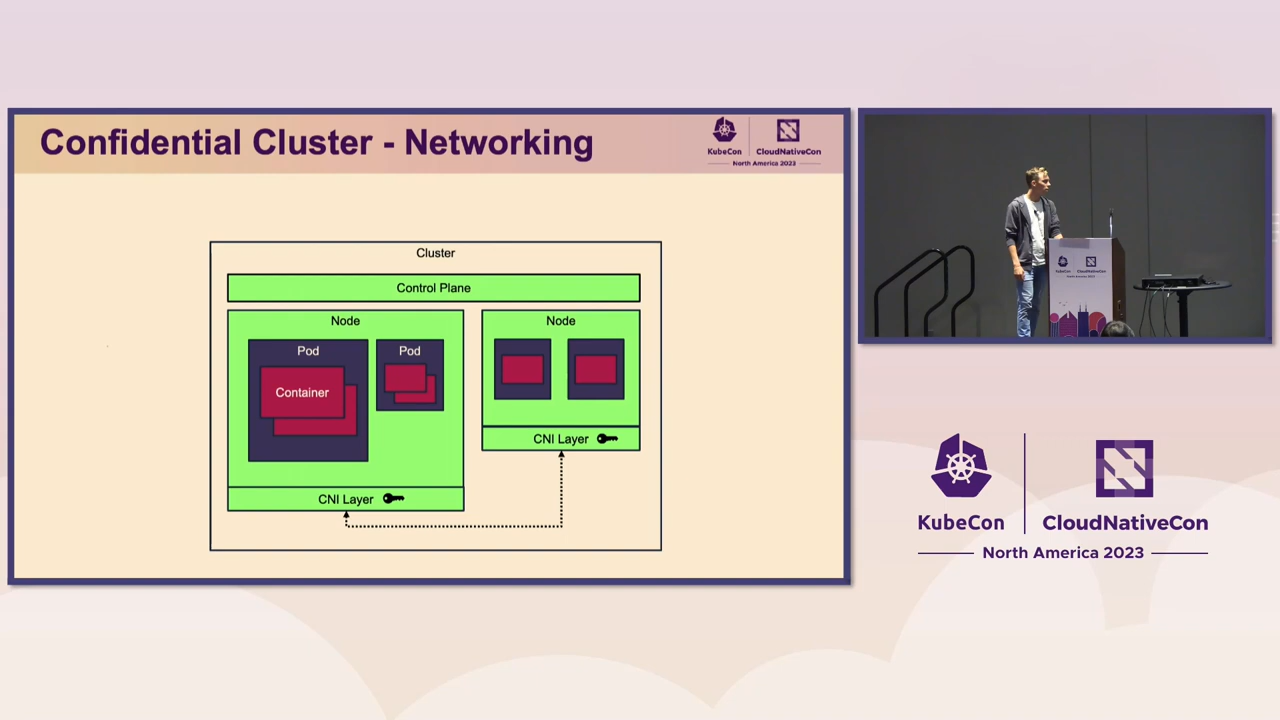 Confidential Cluster - Networking
KubeCon
CloudNativeCon
North America 2023
Cluster
Control Plane
Node
Node
Pod
Pod
Container
CNI Layer
CNI Layer
KubeCon
CloudNativeCon
North America 2023